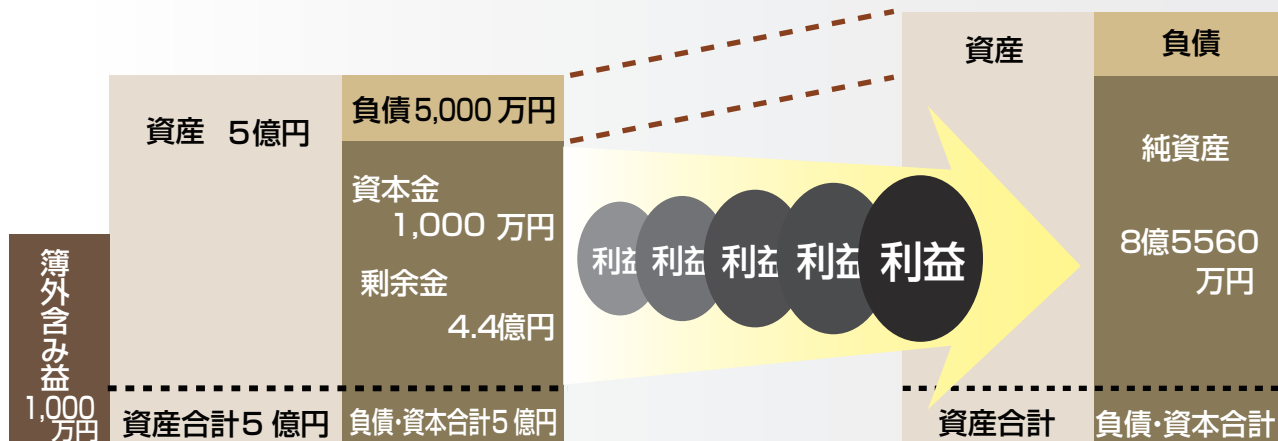 簿外含み益
1,000
万円
資産 5億円
資産合計5億円
負債5,000万円
資本金
1,000万円
剰余金
4.4億円
負債・資本合計5億円
利益
利益
利益
利益
利益
資産
資産合計
負債
純資産
8億5560
万円
負債・資本合計